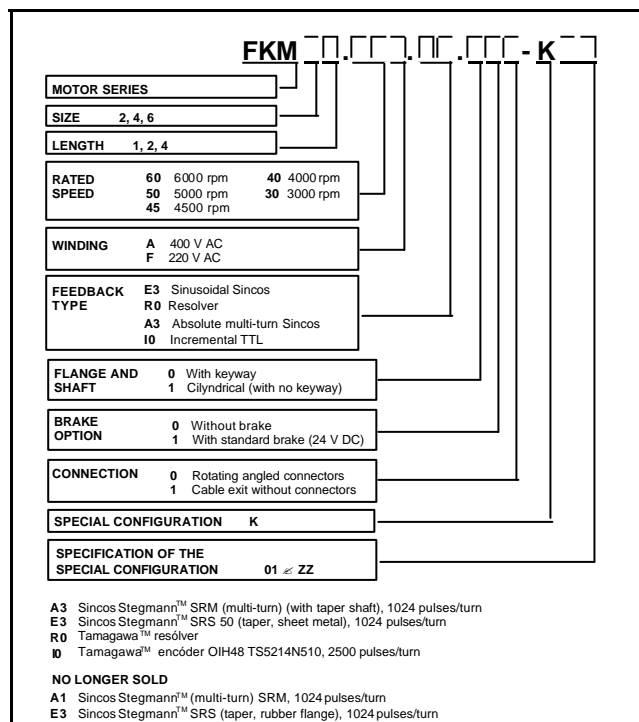 FKM . . . - K
MOTOR SERIES
SIZE 2, 4, 6
LENGTH 1, 2, 4
RATED SPEED
60 6000 rpm 40 4000 rpm
50 5000 rpm 30 3000 rpm
45 4500 rpm
WINDING
A 400 V AC
F 220 V AC
FEEDBACK TYPE
E3 Sinusoidal Sincos
R0 Resolver
A3 Absolute multi-turn Sincos
I0 Incremental TTL
FLANGE AND SHAFT
0 With keyway
1 Cilyndrical (with no keyway)
BRAKE OPTION
0 Without brake
1 With standard brake (24 V DC)
CONNECTION
0 Rotating angled connectors
1 Cable exit without connectors
SPECIAL CONFIGURATION K
SPECIFICATION OF THE
SPECIAL CONFIGURATION 01 ZZ
A3 Sincos Stegmann™ SRM (multi-turn) (with taper shaft), 1024 pulses/turn
E3 Sincos Stegmann™ SRS 50 (taper, sheet metal), 1024 pulses/turn
R0 Tamagawa™ resólver
I0 Tamagawa™ encóder OIH48 TS5214N510, 2500 pulses/turn
NO LONGER SOLD
A1 Sincos Stegmann™ (multi-turn) SRM, 1024 pulses/turn
E3 Sincos Stegmann™ SRS (taper, rubber flange), 1024 pulses/turn